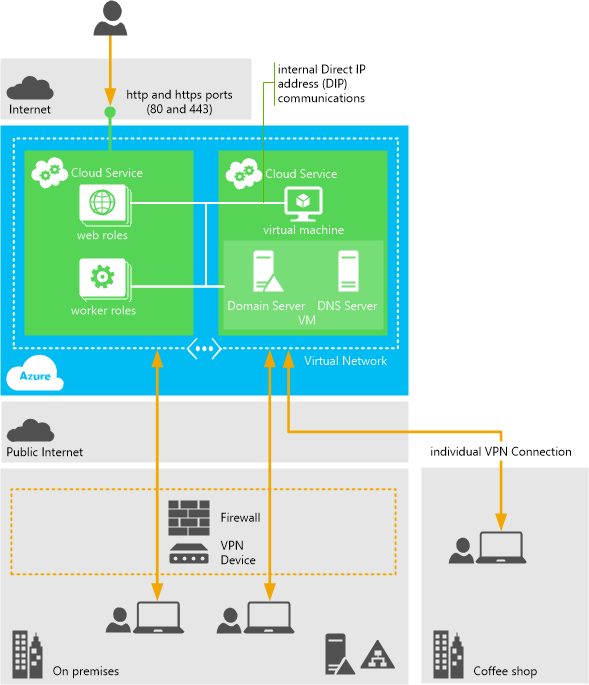 internal Direct IP
address (DIP)
communications
http and https ports
(80 and 443)
Internet
Cloud Service
Cloud Service
web roles
virtual machine
worker roles
Domain Server
DNS Server
VM
Virtual Network
Azure
Public Internet
individual VPN Connection
Firewall
VPN
Device
On premises
Coffee shop